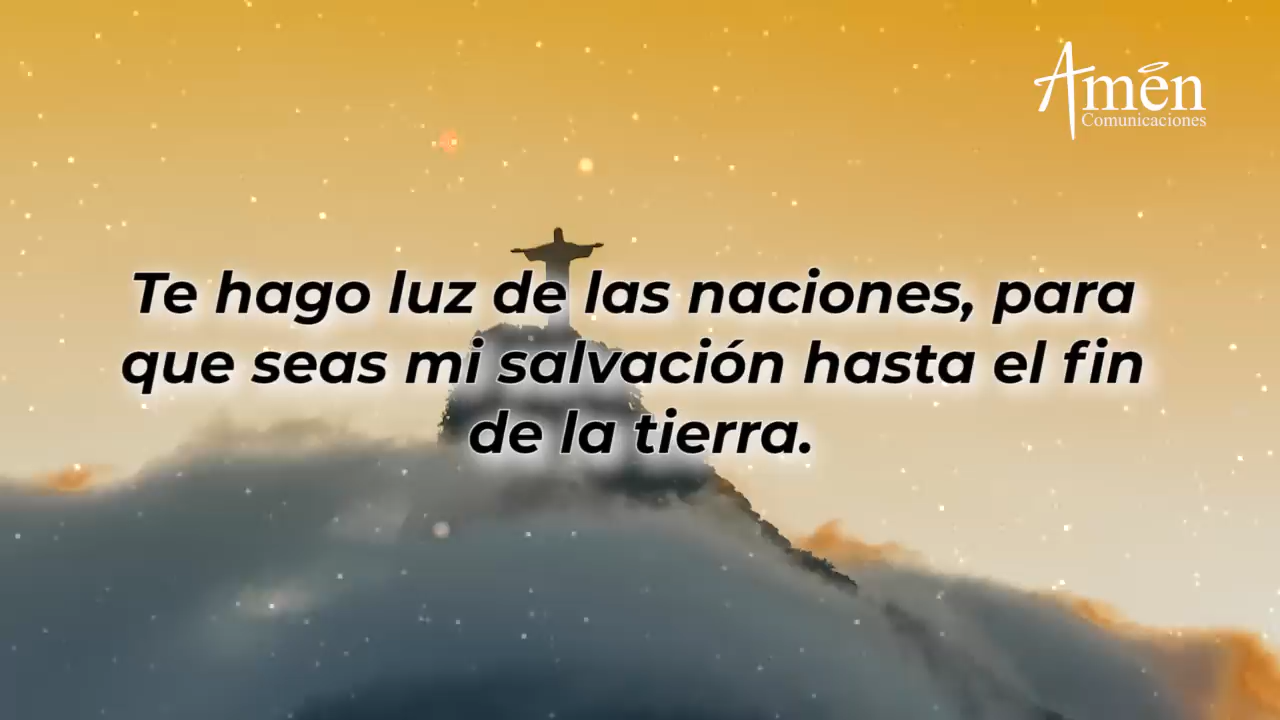 Amén
Comunicaciones
Te hago luz de las naciones, para
que seas mi salvación hasta el fin
de la tierra.